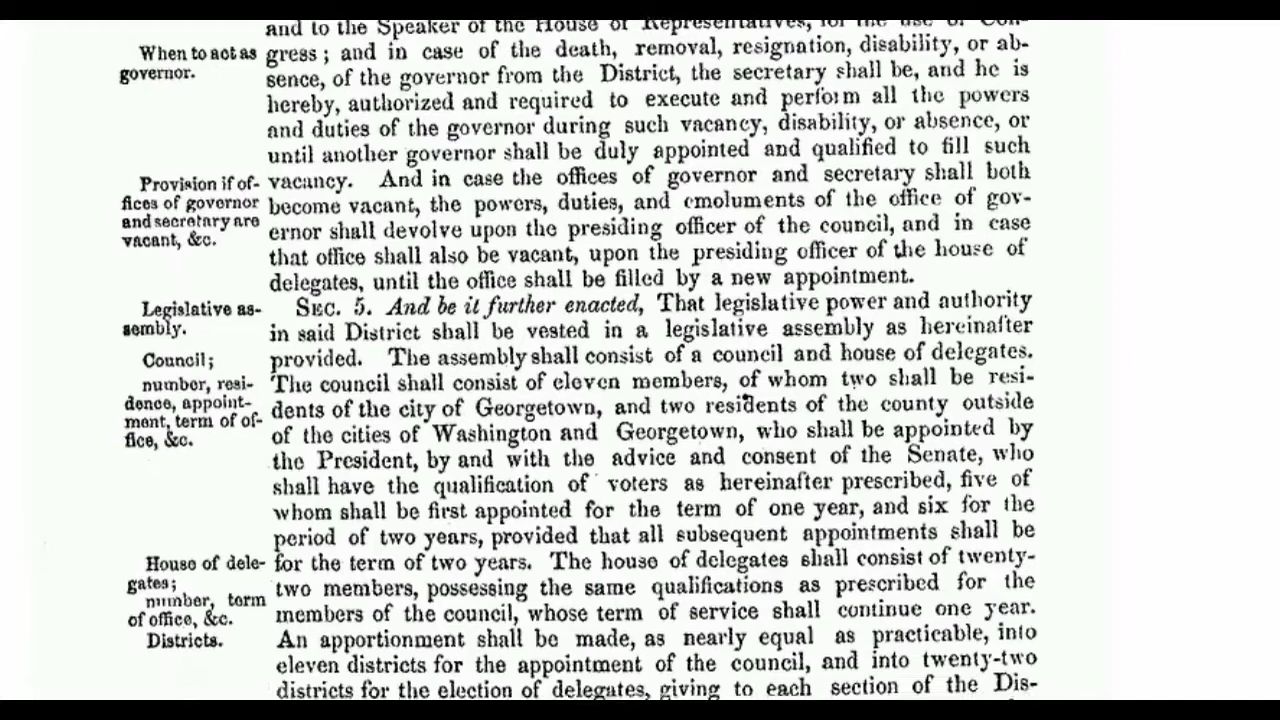 and to the Speaker of the House of Representatives, for the use of Con-
When to act as
governor.
gress; and in case of the death, removal, resignation, disability, or ab-
sence, of the governor from the District, the secretary shall be, and he is
hereby, authorized and required to execute and perform all the powers
and duties of the governor during such vacancy, disability, or absence, or
until another governor shall be duly appointed and qualified to fill such
Provision if of-
fices of governor
and secretary are
vacant, &c.
vacancy. And in case the offices of governor and secretary shall both
become vacant, the powers, duties, and emoluments of the office of gov-
ernor shall devolve upon the presiding officer of the council, and in case
that office shall also be vacant, upon the presiding officer of the house of
delegates, until the office shall be filled by a new appointment.
Legislative as-
sembly.
SEC. 5. And be it further enacted, That legislative power and authority
in said District shall be vested in a legislative assembly as hereinafter
Council;
number, resi-
dence, appoint-
ment, term of of-
fice, &c.
provided. The assembly shall consist of a council and house of delegates.
The council shall consist of eleven members, of whom two shall be resi-
dents of the city of Georgetown, and two residents of the county outside
of the cities of Washington and Georgetown, who shall be appointed by
the President, by and with the advice and consent of the Senate, who
shall have the qualification of voters as hereinafter prescribed, five of
whom shall be first appointed for the term of one year, and six for the
period of two years, provided that all subsequent appointments shall be
House of dele-
gates;
number, term
of office, &c.
Districts.
for the term of two years. The house of delegates shall consist of twenty-
two members, possessing the same qualifications as prescribed for the
members of the council, whose term of service shall continue one year.
An apportionment shall be made, as nearly equal as practicable, into
eleven districts for the appointment of the council, and into twenty-two
districts for the election of delegates, giving to each section of the Dis-